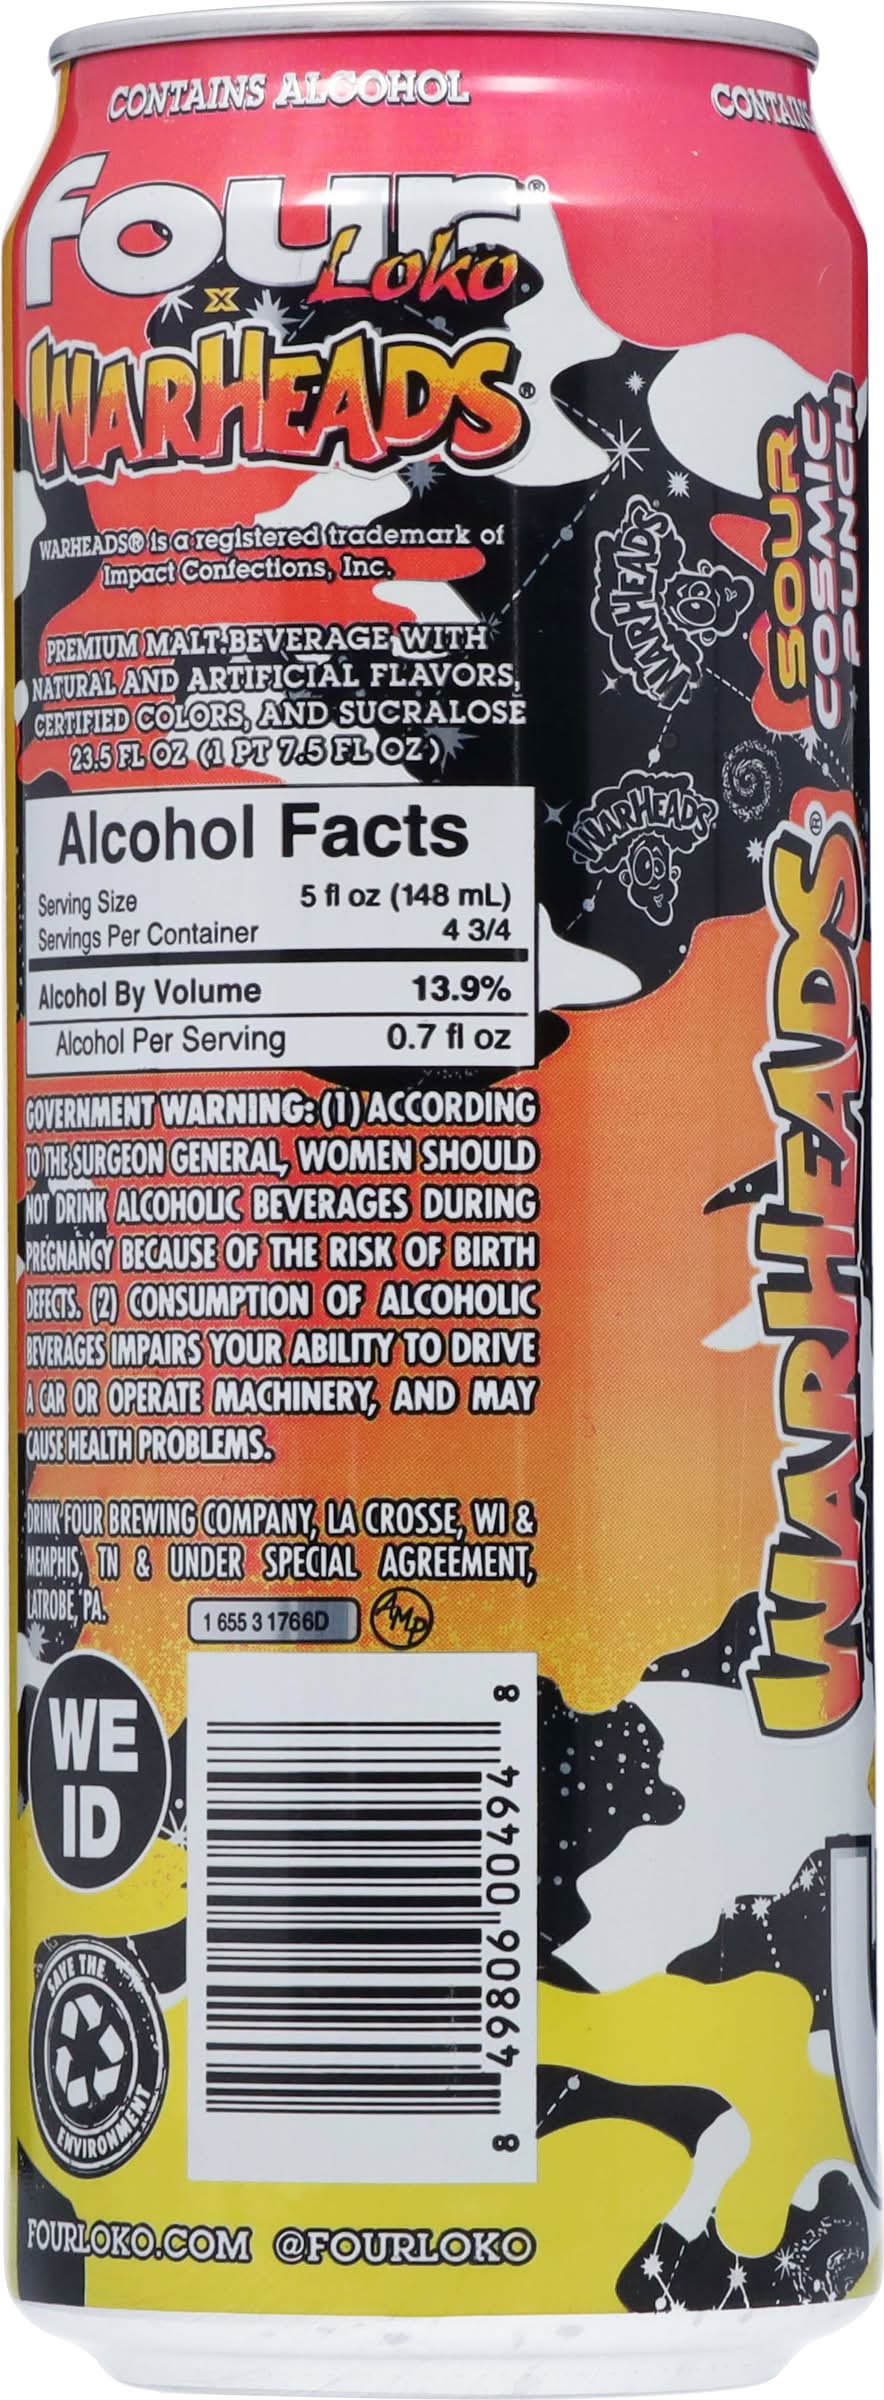 CONTAINS ALCOHOL
CONTAINS
four®
Loko
X
WARHEADS®
WARHEADS® is a registered trademark of
Impact Confections, Inc.
PREMIUM MALT BEVERAGE WITH
NATURAL AND ARTIFICIAL FLAVORS,
CERTIFIED COLORS, AND SUCRALOSE
23.5 FL OZ (1 PT 7.5 FL OZ)
Alcohol Facts
Serving Size 5 fl oz (148 mL)
Servings Per Container 4 3/4
Alcohol By Volume 13.9%
Alcohol Per Serving 0.7 fl oz
GOVERNMENT WARNING: (1) ACCORDING
TO THE SURGEON GENERAL, WOMEN SHOULD
NOT DRINK ALCOHOLIC BEVERAGES DURING
PREGNANCY BECAUSE OF THE RISK OF BIRTH
DEFECTS. (2) CONSUMPTION OF ALCOHOLIC
BEVERAGES IMPAIRS YOUR ABILITY TO DRIVE
A CAR OR OPERATE MACHINERY, AND MAY
CAUSE HEALTH PROBLEMS.
DRINK FOUR BREWING COMPANY, LA CROSSE, WI &
MEMPHIS, TN & UNDER SPECIAL AGREEMENT,
LATROBE, PA.
1 655 3 1766D
AMP
WE
ID
8 49806 00494 8
SAVE THE
ENVIRONMENT
FOURLOKO.COM @FOURLOKO
WARHEADS®
WARHEADS
SOUR
COSMIC
PUNCH
WARHEADS®